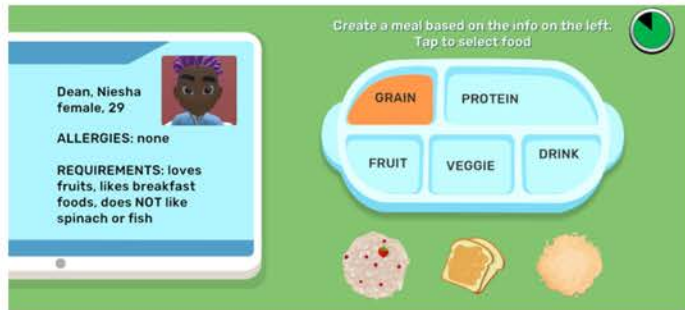 Create a meal based on the info on the left.
Tap to select food
Dean, Niesha
female, 29
ALLERGIES: none
REQUIREMENTS: loves
fruits, likes breakfast
foods, does NOT like
spinach or fish
GRAIN
PROTEIN
FRUIT
VEGGIE
DRINK